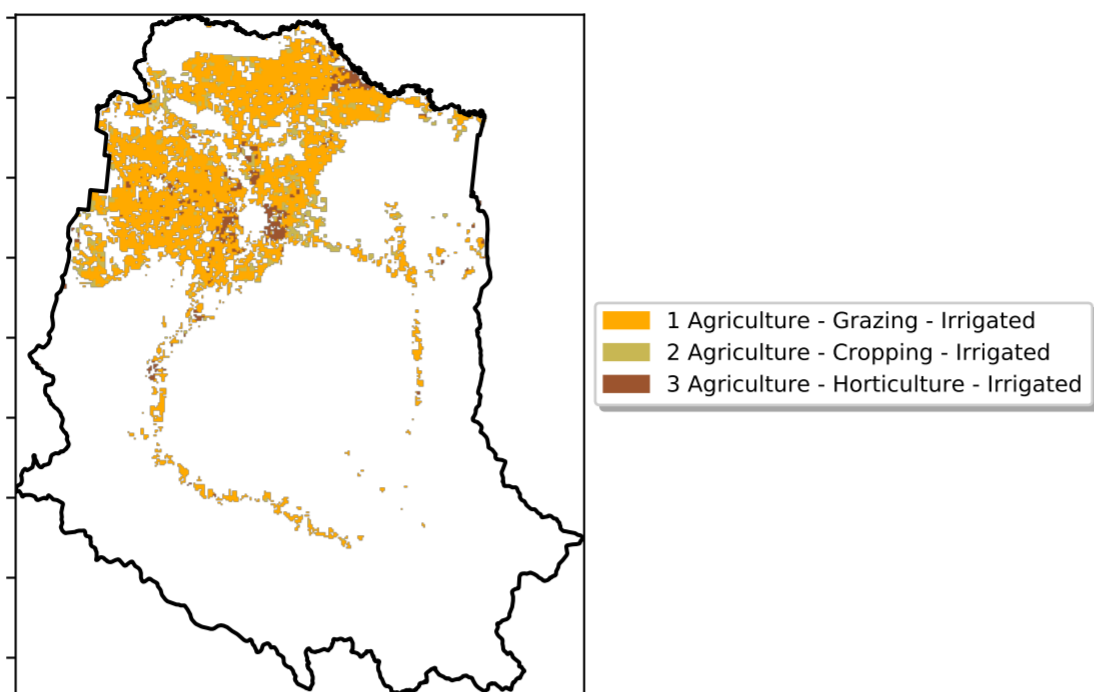 1 Agriculture - Grazing - Irrigated
2 Agriculture - Cropping - Irrigated
3 Agriculture - Horticulture - Irrigated